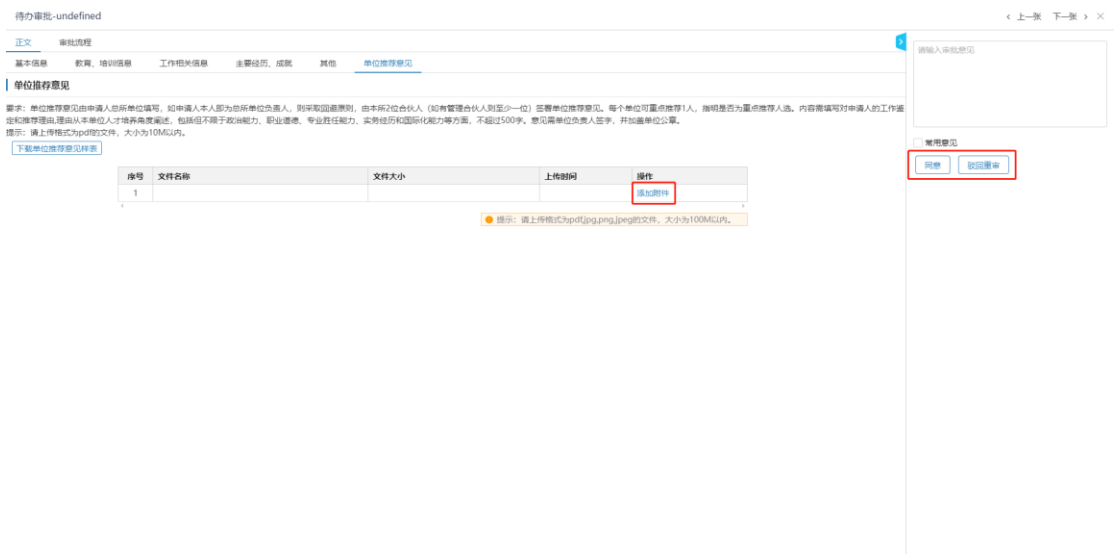 待办审批-undefined
上一张 下一张
正文 审批流程
基本信息 教育、培训信息 工作相关信息 主要经历、成就 其他 单位推荐意见
单位推荐意见
要求：单位推荐意见由申请人总所单位填写，如申请人本人即为总所单位负责人，则采取回避原则，由本所2位合伙人（如有管理合伙人则至少一位）签署单位推荐意见。每个单位可重点推荐1人，指明是否为重点推荐人选。内容需填写对申请人的工作鉴
定和推荐理由,理由从本单位人才培养角度阐述，包括但不限于政治能力、职业道德、专业胜任能力、实务经历和国际化能力等方面，不超过500字。意见需单位负责人签字，并加盖单位公章。
提示：请上传格式为pdf的文件，大小为10M以内。
下载单位推荐意见样表
序号 文件名称 文件大小 上传时间 操作
1 添加附件
提示：请上传格式为pdf,jpg,png,jpeg的文件，大小为100M以内。
请输入审批意见
常用意见
同意 驳回重审